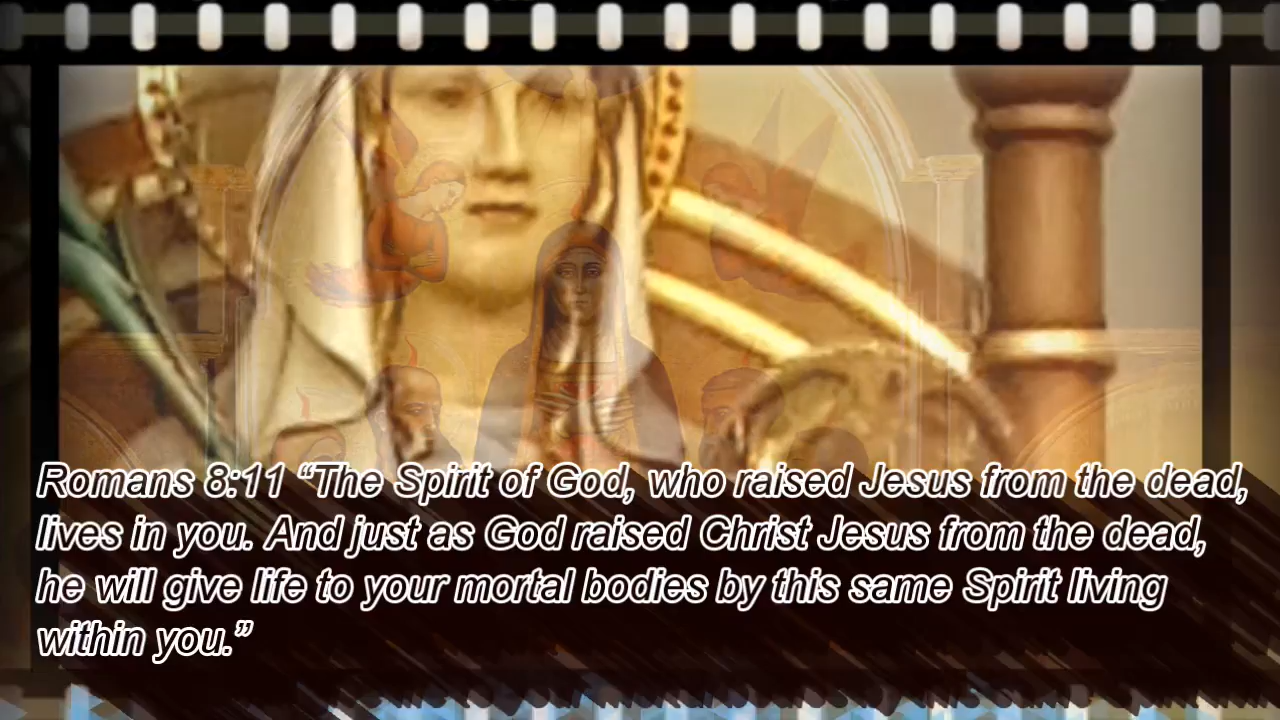 Romans 8:11 “The Spirit of God, who raised Jesus from the dead,
lives in you. And just as God raised Christ Jesus from the dead,
he will give life to your mortal bodies by this same Spirit living
within you.”